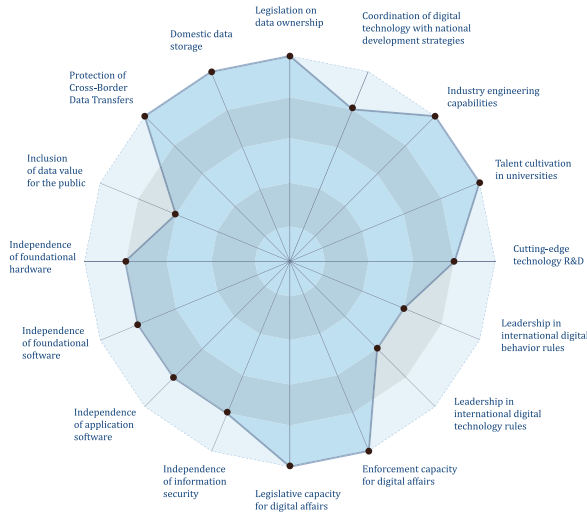 Legislation on
data ownership
Coordination of digital
technology with national
development strategies
Industry engineering
capabilities
Talent cultivation
in universities
Cutting-edge
technology R&D
Leadership in
international digital
behavior rules
Leadership in
international digital
technology rules
Enforcement capacity
for digital affairs
Legislative capacity
for digital affairs
Independence
of information
security
Independence
of application
software
Independence
of foundational
software
Independence
of foundational
hardware
Inclusion
of data value
for the public
Protection of
Cross-Border
Data Transfers
Domestic data
storage